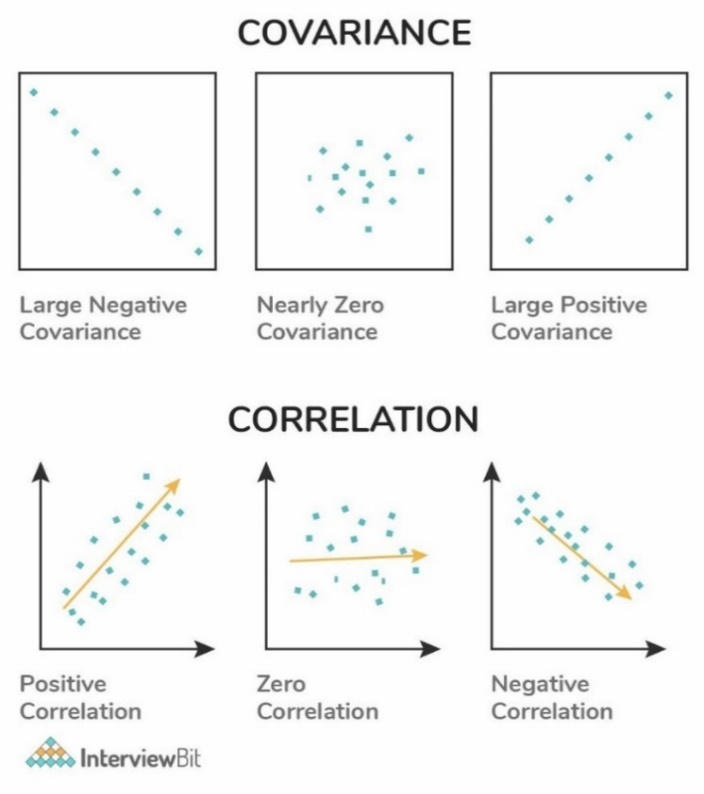 COVARIANCE
Large Negative
Covariance
Nearly Zero
Covariance
Large Positive
Covariance
CORRELATION
Positive
Correlation
Zero
Correlation
Negative
Correlation
InterviewBit